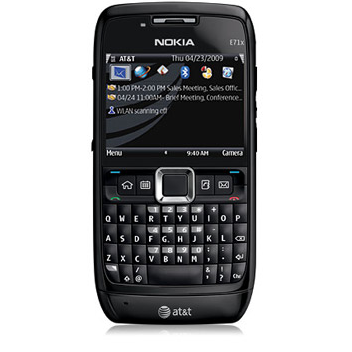 NOKIA E71x
AT&T Thu 04/23/2009
1:00 PM-2:00 PM Sales Meeting, Sales Offic...
04/24 11:00AM- Brief Meeting, Conference...
WLAN scanning off
Menu 9:40 AM Camera
Q W E R T Y U O P
A S D F G H J K L
Z X C V B N M
Ctrl
at&t